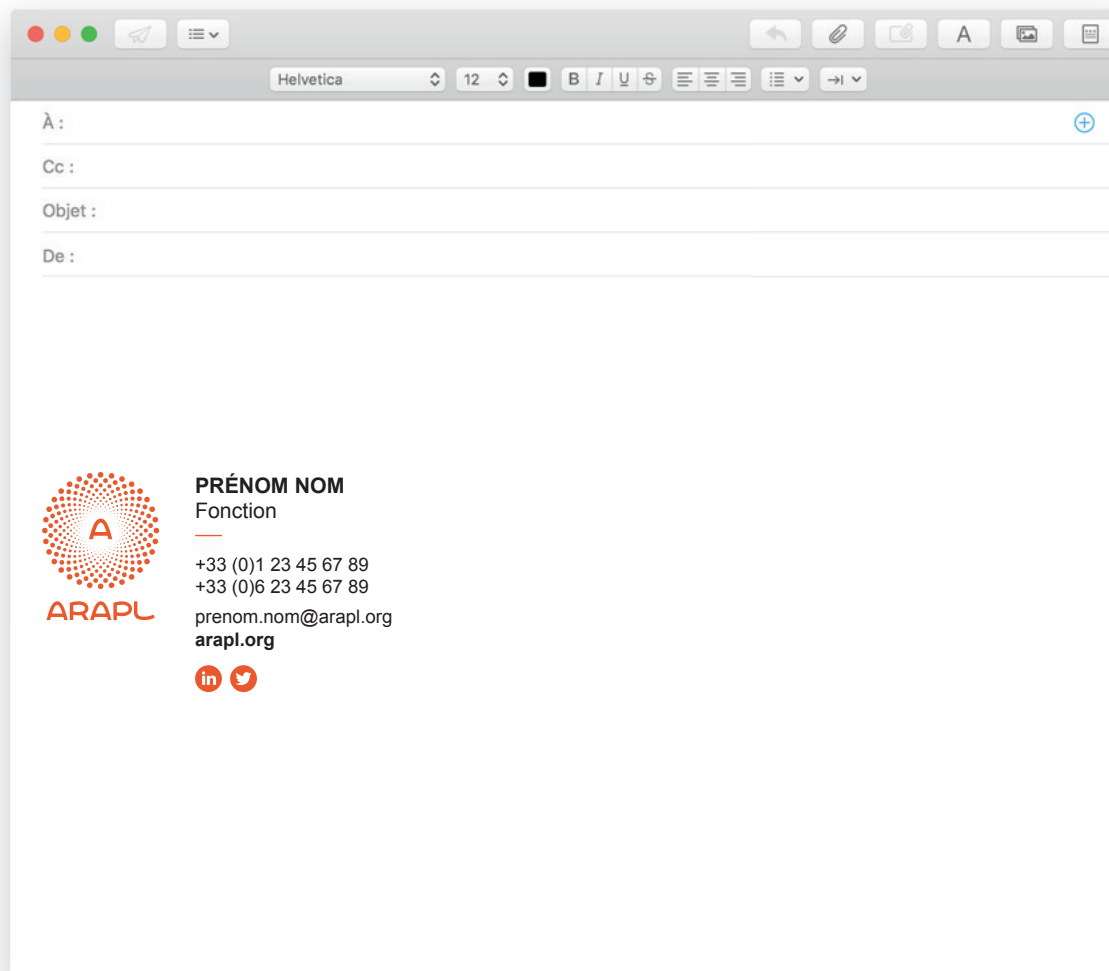 Helvetica 12 B I U S
A
À :
Cc :
Objet :
De :
A
ARAPL
PRÉNOM NOM
Fonction
+33 (0)1 23 45 67 89
+33 (0)6 23 45 67 89
prenom.nom@arapl.org
arapl.org
in